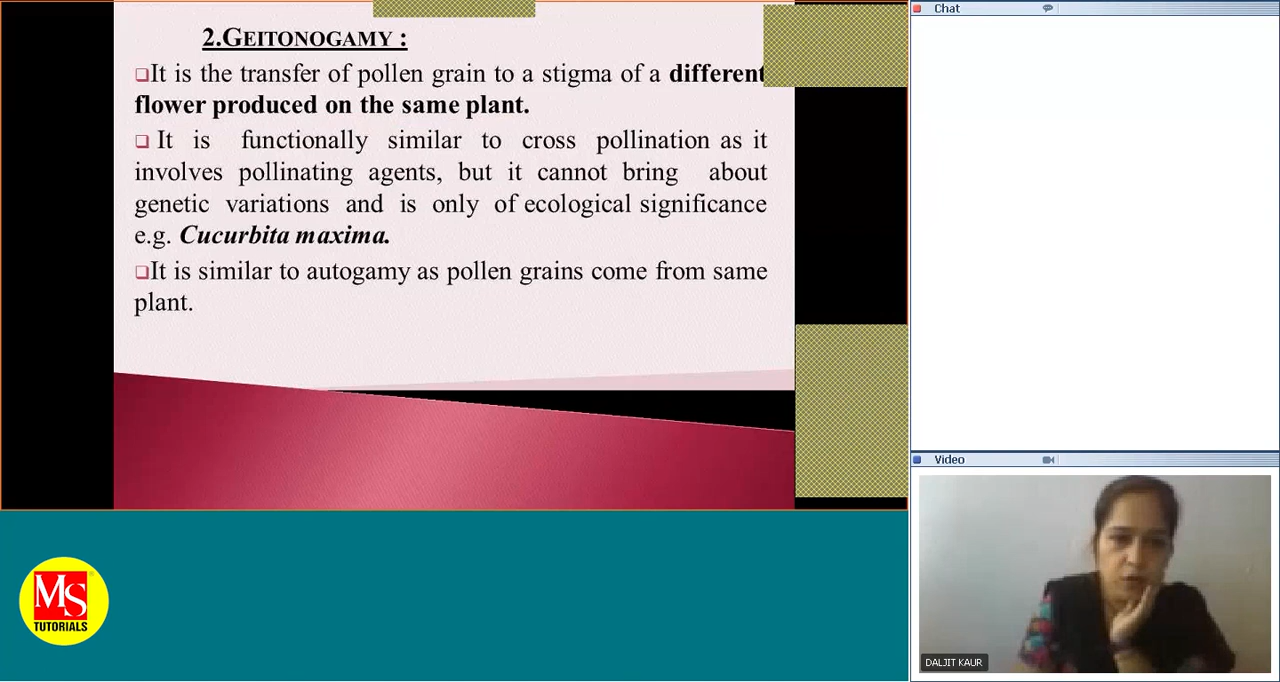 2.GEITONOGAMY :
It is the transfer of pollen grain to a stigma of a different
flower produced on the same plant.
It is functionally similar to cross pollination as it
involves pollinating agents, but it cannot bring about
genetic variations and is only of ecological significance
e.g. Cucurbita maxima.
It is similar to autogamy as pollen grains come from same
plant.
Chat
Video
DALJIT KAUR
MS
TUTORIALS